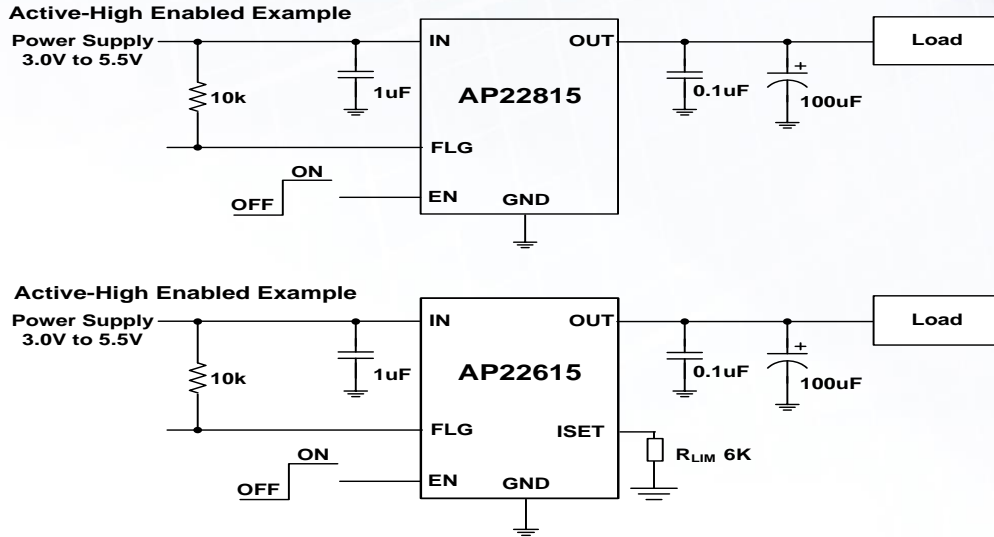 Active-High Enabled Example
Power Supply
3.0V to 5.5V
IN
OUT
Load
10k
1uF
AP22815
0.1uF
+
100uF
FLG
ON
OFF
EN
GND
Active-High Enabled Example
Power Supply
3.0V to 5.5V
IN
OUT
Load
10k
1uF
AP22615
0.1uF
+
100uF
FLG
ISET
RLIM 6K
ON
OFF
EN
GND